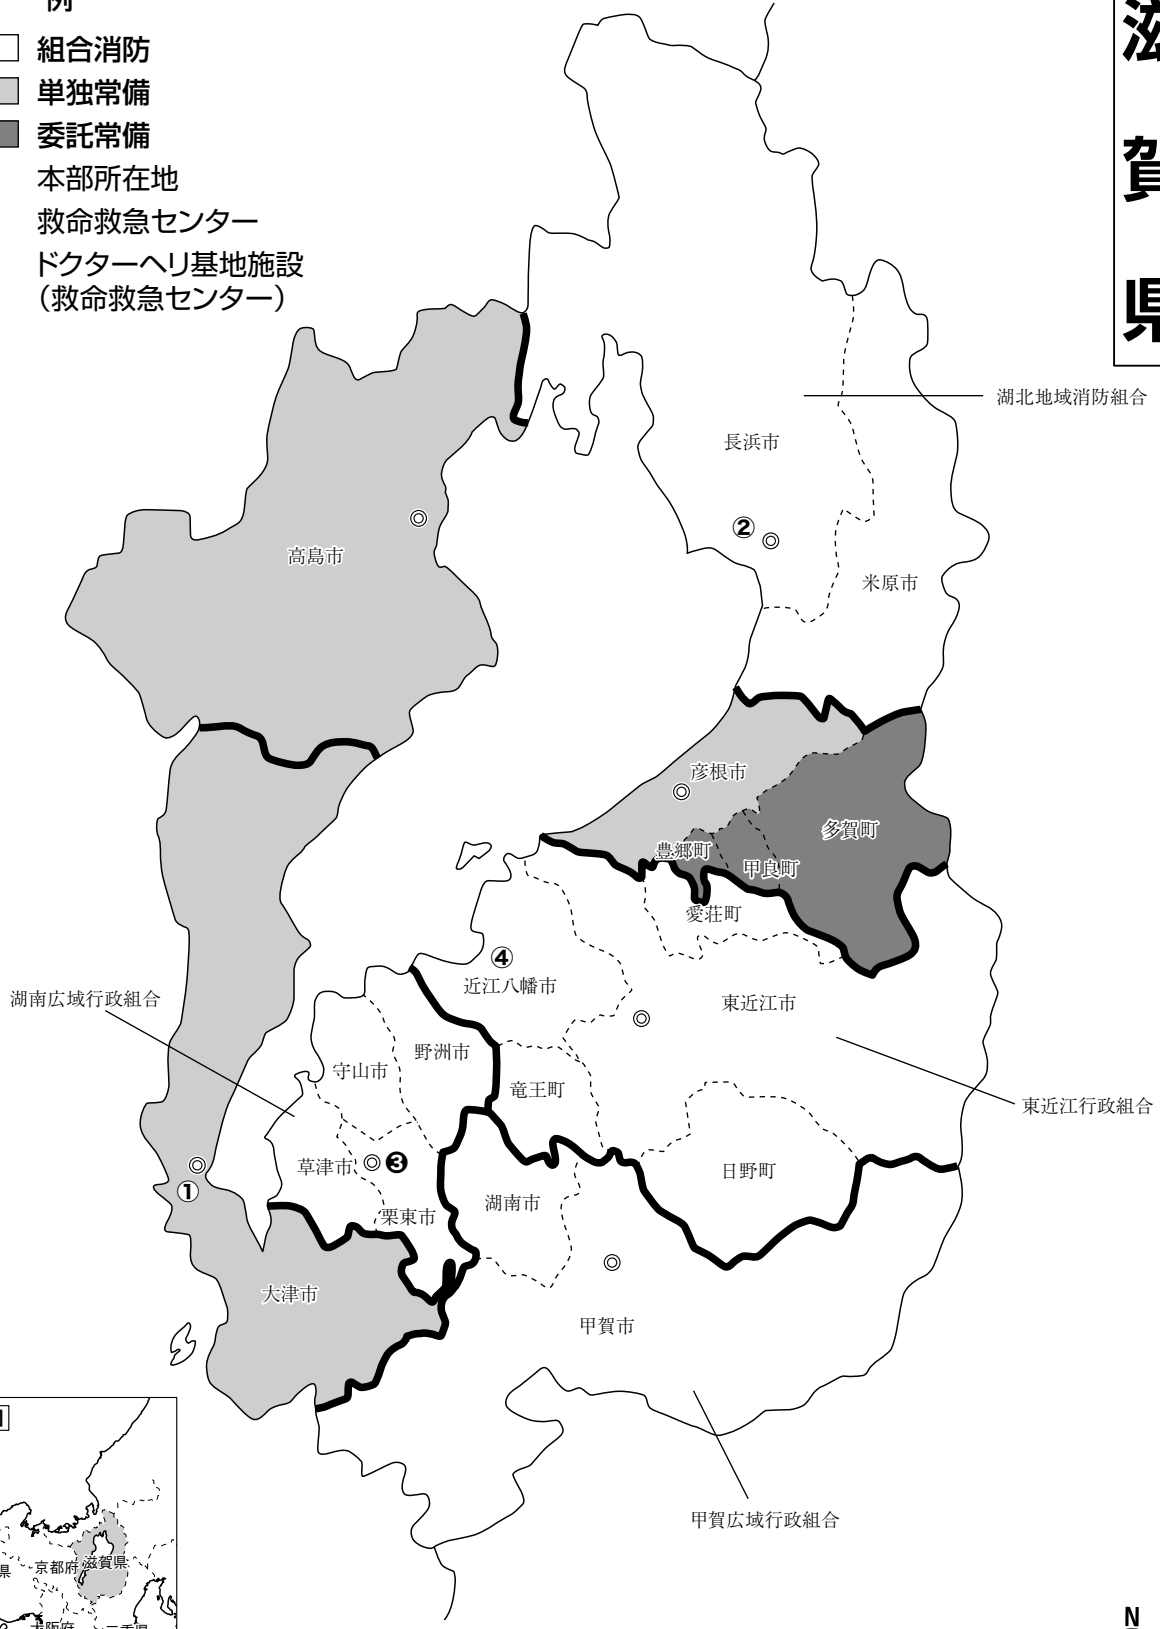 例
組合消防
単独常備
委託常備
本部所在地
救命救急センター
ドクターヘリ基地施設
（救命救急センター）
滋賀県
湖北地域消防組合
長浜市
②
高島市
米原市
彦根市
多賀町
豊郷町
甲良町
愛荘町
④
近江八幡市
東近江市
湖南広域行政組合
野洲市
守山市
竜王町
東近江行政組合
草津市
❸
日野町
①
湖南市
栗東市
大津市
甲賀市
甲賀広域行政組合
県
京都府
滋賀県
大阪府
三重県
N